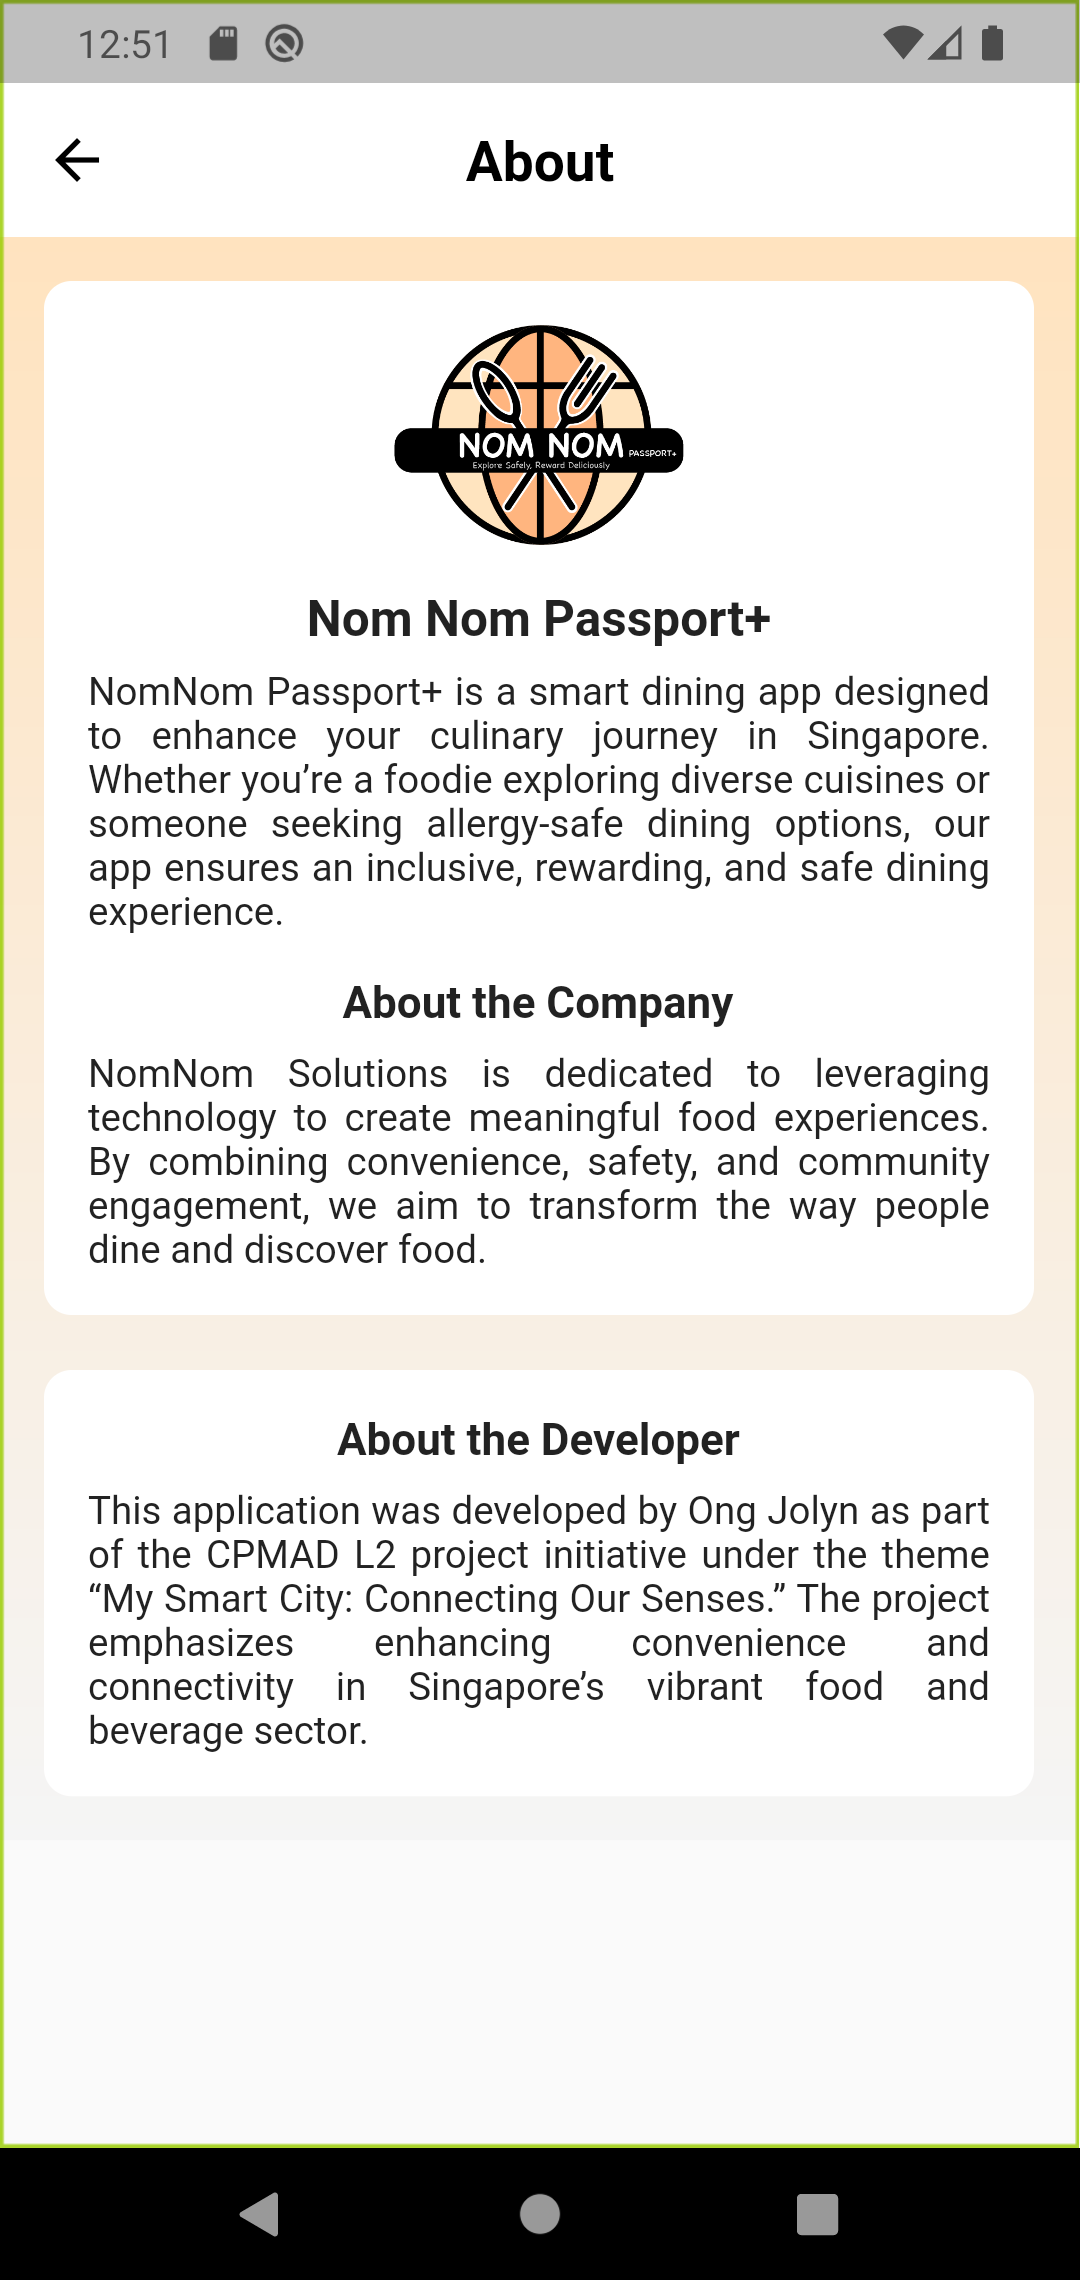 12:51
About
NOM NOM PASSPORT+
Explore Safely, Reward Deliciously
Nom Nom Passport+
NomNom Passport+ is a smart dining app designed
to enhance your culinary journey in Singapore.
Whether you’re a foodie exploring diverse cuisines or
someone seeking allergy-safe dining options, our
app ensures an inclusive, rewarding, and safe dining
experience.
About the Company
NomNom Solutions is dedicated to leveraging
technology to create meaningful food experiences.
By combining convenience, safety, and community
engagement, we aim to transform the way people
dine and discover food.
About the Developer
This application was developed by Ong Jolyn as part
of the CPMAD L2 project initiative under the theme
“My Smart City: Connecting Our Senses.” The project
emphasizes enhancing convenience and
connectivity in Singapore’s vibrant food and
beverage sector.